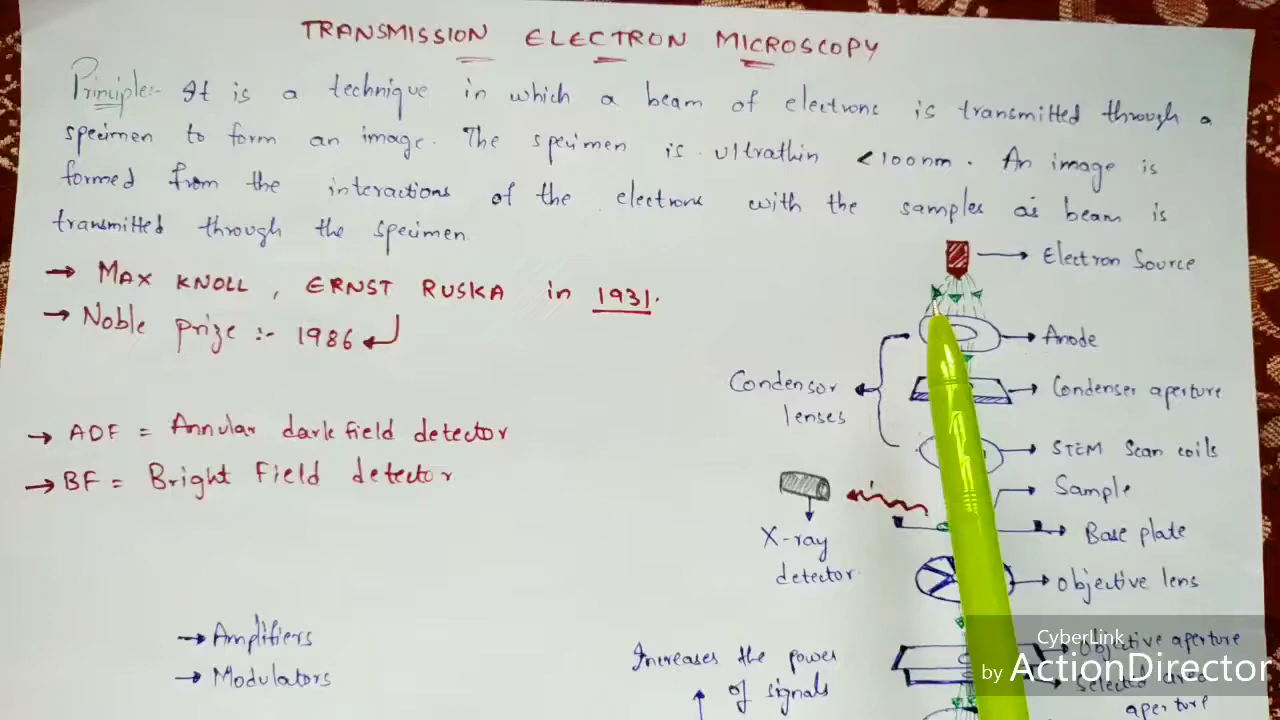 TRANSMISSION ELECTRON MICROSCOPY
Principle:- It is a technique in which a beam of electrons is transmitted through a
specimen to form an image. The specimen is ultrathin <100nm. An image is
formed from the interactions of the electrons with the samples as beam is
transmitted through the specimen.
→ MAX KNOLL, ERNST RUSKA in 1931.
→ Noble prize :- 1986
→ ADF = Annular dark field detector
→ BF = Bright Field detector
→ Amplifiers
→ Modulators
Electron Source
Anode
Condensor
lenses
Condenser aperture
STEM Scan coils
Sample
Base plate
X-ray
detector
Objective lens
Increases the power
of signals
Objective aperture
Selected area
aperture
CyberLink
by ActionDirector